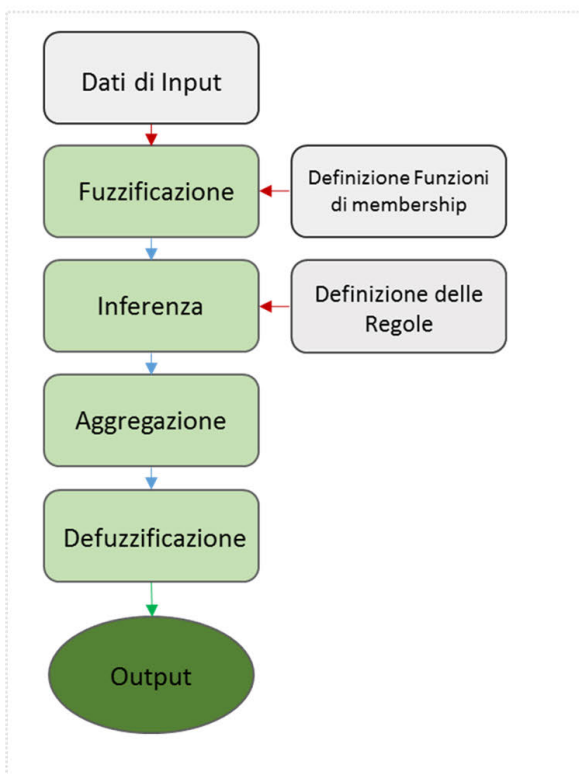 Dati di Input
Fuzzificazione
Definizione Funzioni
di membership
Inferenza
Definizione delle
Regole
Aggregazione
Defuzzificazione
Output